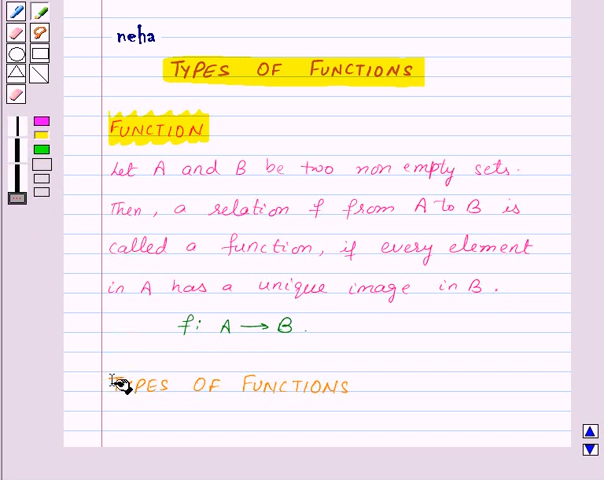 neha
TYPES OF FUNCTIONS
FUNCTION
Let A and B be two non empty sets.
Then, a relation f from A to B is
called a function, if every element
in A has a unique image in B.
f: A → B.
TYPES OF FUNCTIONS